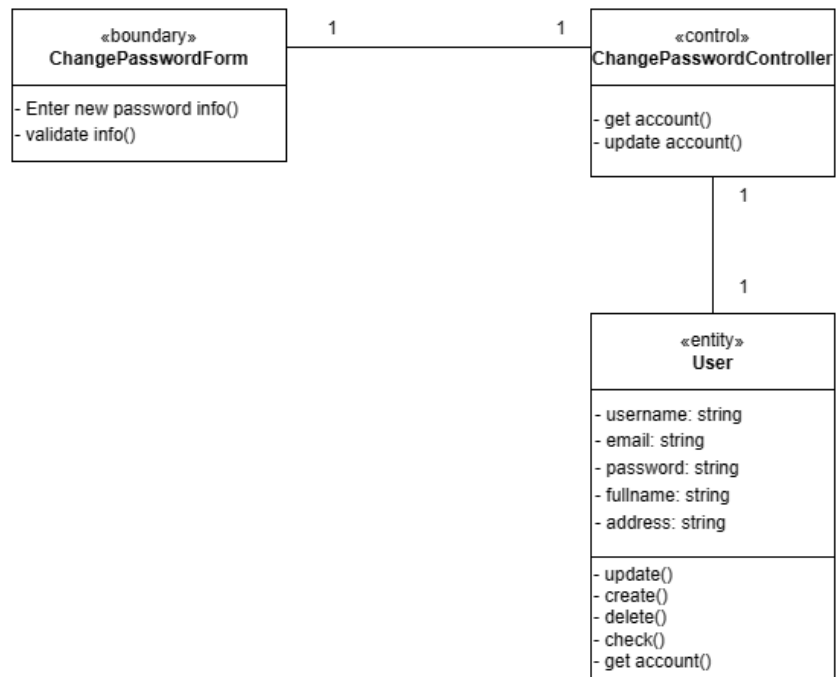 «boundary»
ChangePasswordForm
- Enter new password info()
- validate info()
1
1
«control»
ChangePasswordController
- get account()
- update account()
1
1
«entity»
User
- username: string
- email: string
- password: string
- fullname: string
- address: string
- update()
- create()
- delete()
- check()
- get account()